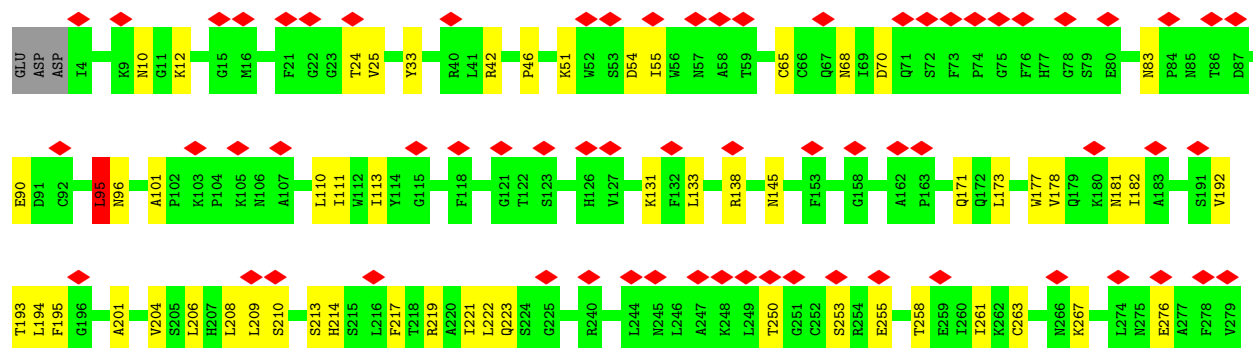 GLU ASP ASP I4 K9 N10 G11 K12 G15 M16 F21 G22 G23 T24 V25 Y33 R40 L41 R42 P46 K51 W52 S53 D54 I55 W56 N57 A58 T59 C65 C66 Q67 N68 I69 D70 Q71 S72 F73 P74 G75 F76 H77 G78 S79 E80 N83 P84 N85 T86 D87
E90 D91 C92 L95 N96 A101 P102 K103 P104 K105 N106 A107 L110 I111 W112 I113 Y114 G115 F118 G121 T122 S123 H126 V127 K131 F132 L133 R138 N145 F153 G158 A162 P163 Q171 Q172 L173 W177 V178 Q179 K180 N181 I182 A183 S191 V192
T193 L194 F195 G196 A201 V204 S205 L206 H207 L208 L209 S210 S213 H214 S215 L216 F217 T218 R219 A220 I221 L222 Q223 S224 G225 R240 L244 N245 L246 A247 K248 L249 T250 G251 C252 S253 R254 E255 T258 E259 I260 I261 K262 C263 N266 K267 L274 N275 E276 A277 F278 V279